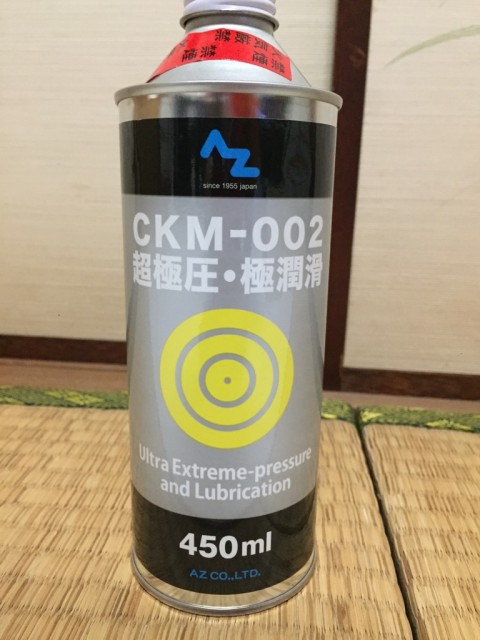 AZ
since 1955 japan
CKM-002
超極圧・極潤滑
Ultra Extreme-pressure
and Lubrication
450ml
AZ CO.,LTD.